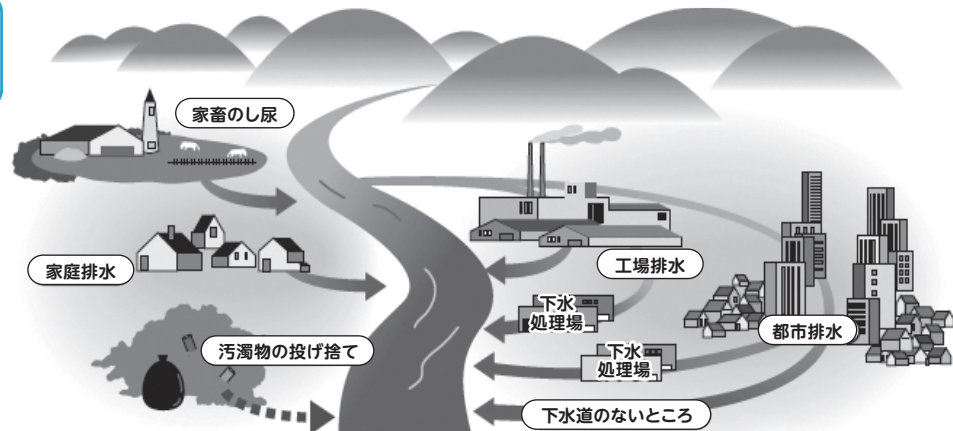 家畜のし尿
家庭排水
汚濁物の投げ捨て
工場排水
下水
処理場
下水
処理場
都市排水
下水道のないところ